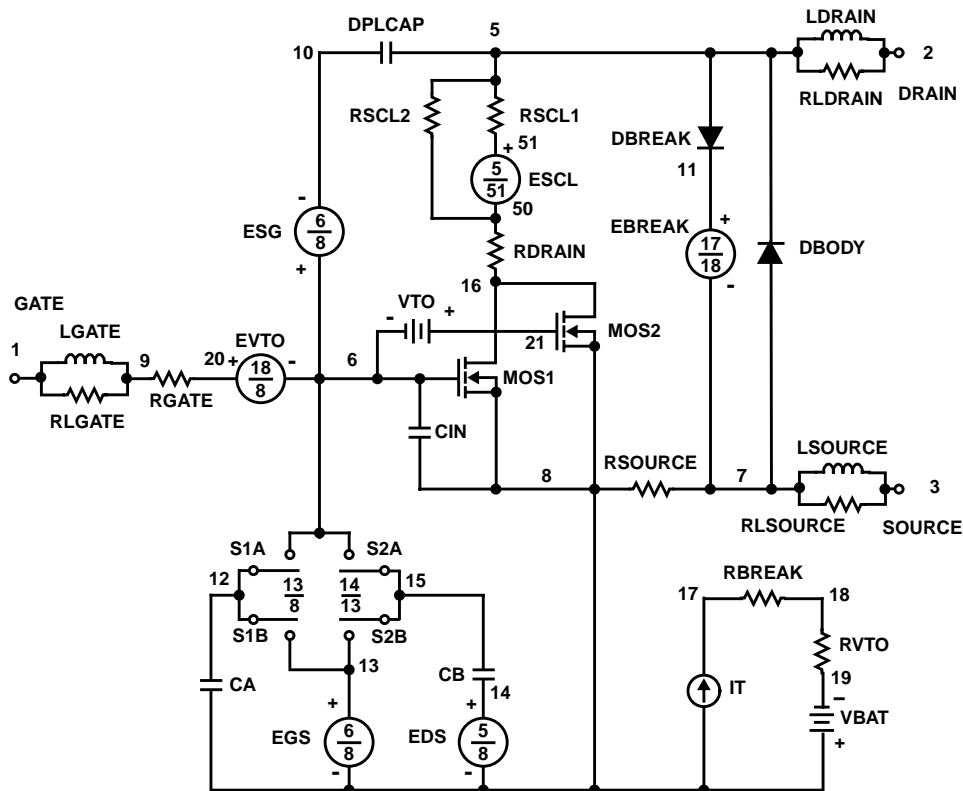 DPLCAP
5
LDRAIN
10
2
RLDRAIN
DRAIN
RSCL2
RSCL1
+
51
DBREAK
5
51
ESCL
11
50
-
ESG
6
8
+
RDRAIN
EBREAK
+
17
18
-
DBODY
16
VTO
-
+
MOS2
21
GATE
LGATE
EVTO
1
9
20
+
18
8
-
6
MOS1
RLGATE
RGATE
CIN
8
RSOURCE
7
LSOURCE
3
RLSOURCE
SOURCE
S1A
S2A
12
13
8
14
13
15
S1B
S2B
13
RBREAK
17
18
RVTO
CA
CB
14
+
+
IT
19
-
VBAT
+
EGS
6
8
EDS
5
8
-
-